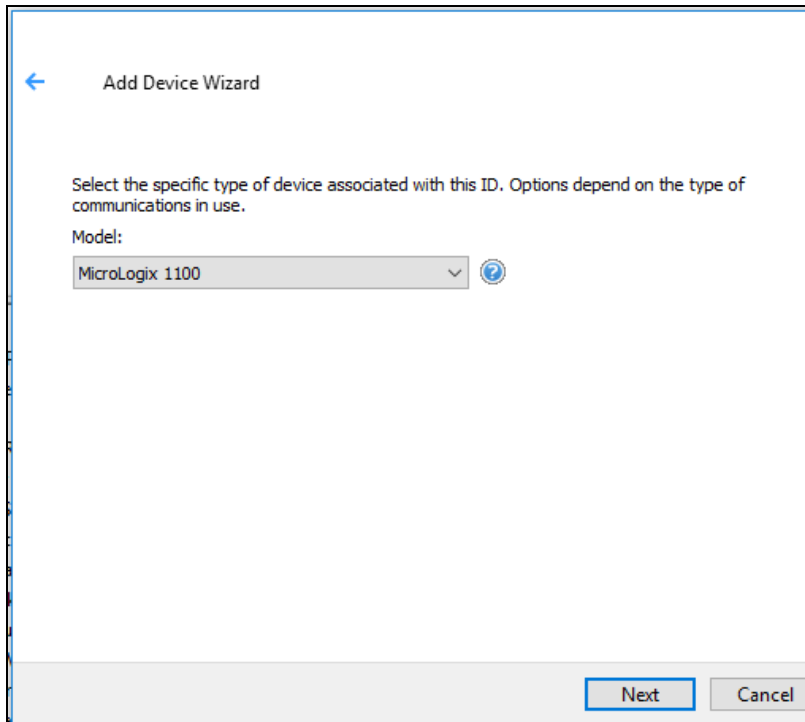 Add Device Wizard
Select the specific type of device associated with this ID. Options depend on the type of
communications in use.
Model:
MicroLogix 1100
Next
Cancel